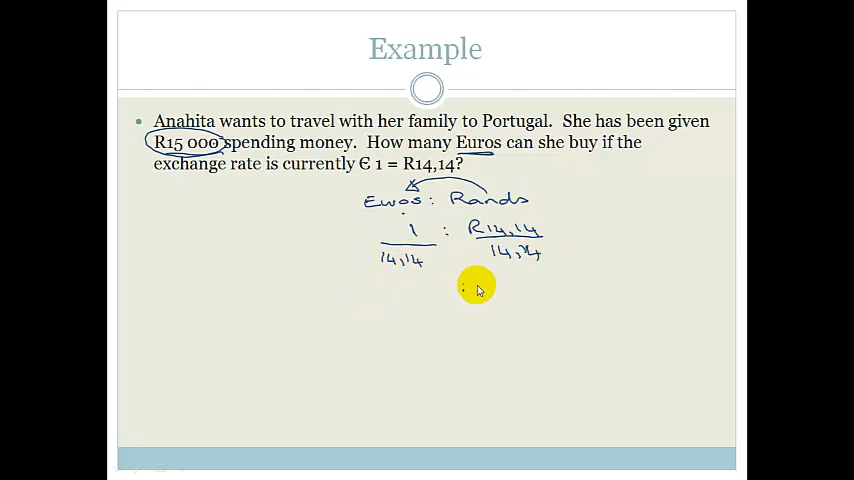 Example
• Anahita wants to travel with her family to Portugal. She has been given
R15 000 spending money. How many Euros can she buy if the
exchange rate is currently € 1 = R14,14?
Euros : Rands
1 : R14,14
14,14 14,14
: